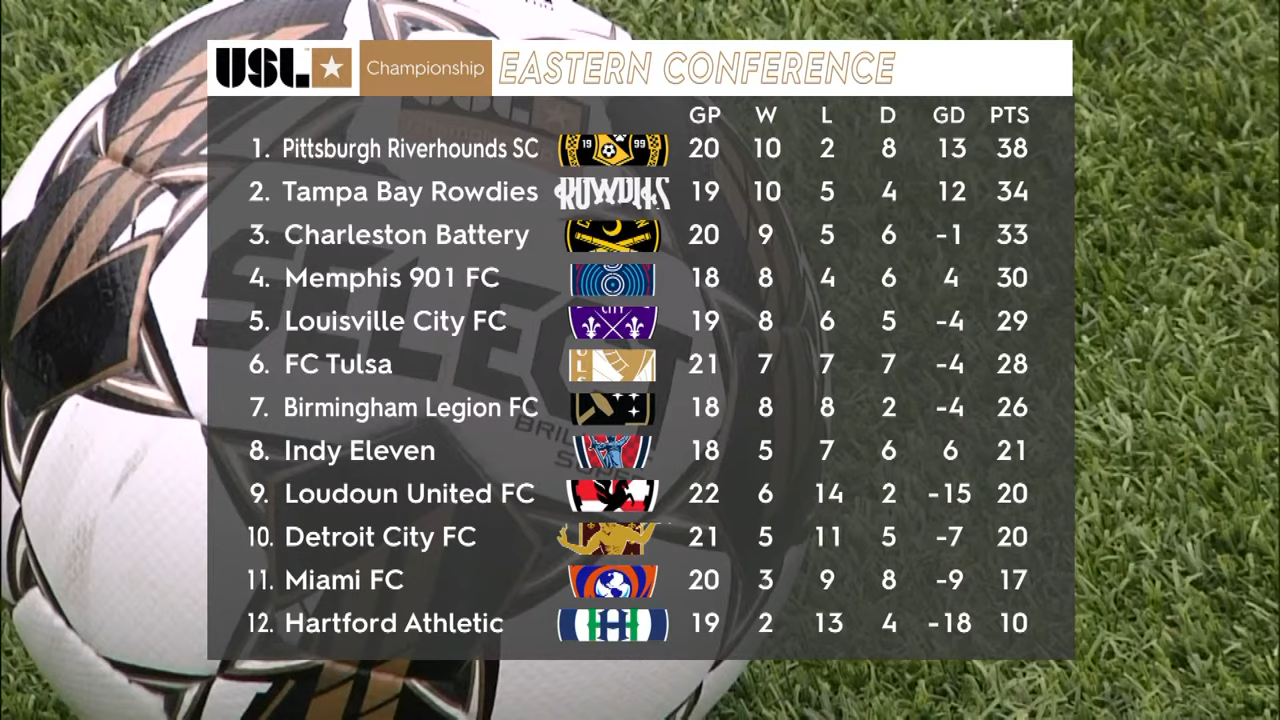 USL Championship EASTERN CONFERENCE
GP W L D GD PTS
1. Pittsburgh Riverhounds SC 19 99 20 10 2 8 13 38
2. Tampa Bay Rowdies ROWDIES 19 10 5 4 12 34
3. Charleston Battery 20 9 5 6 -1 33
4. Memphis 901 FC 18 8 4 6 4 30
5. Louisville City FC 19 8 6 5 -4 29
6. FC Tulsa 21 7 7 7 -4 28
7. Birmingham Legion FC 18 8 8 2 -4 26
8. Indy Eleven 18 5 7 6 6 21
9. Loudoun United FC 22 6 14 2 -15 20
10. Detroit City FC 21 5 11 5 -7 20
11. Miami FC 20 3 9 8 -9 17
12. Hartford Athletic 19 2 13 4 -18 10
SELECT